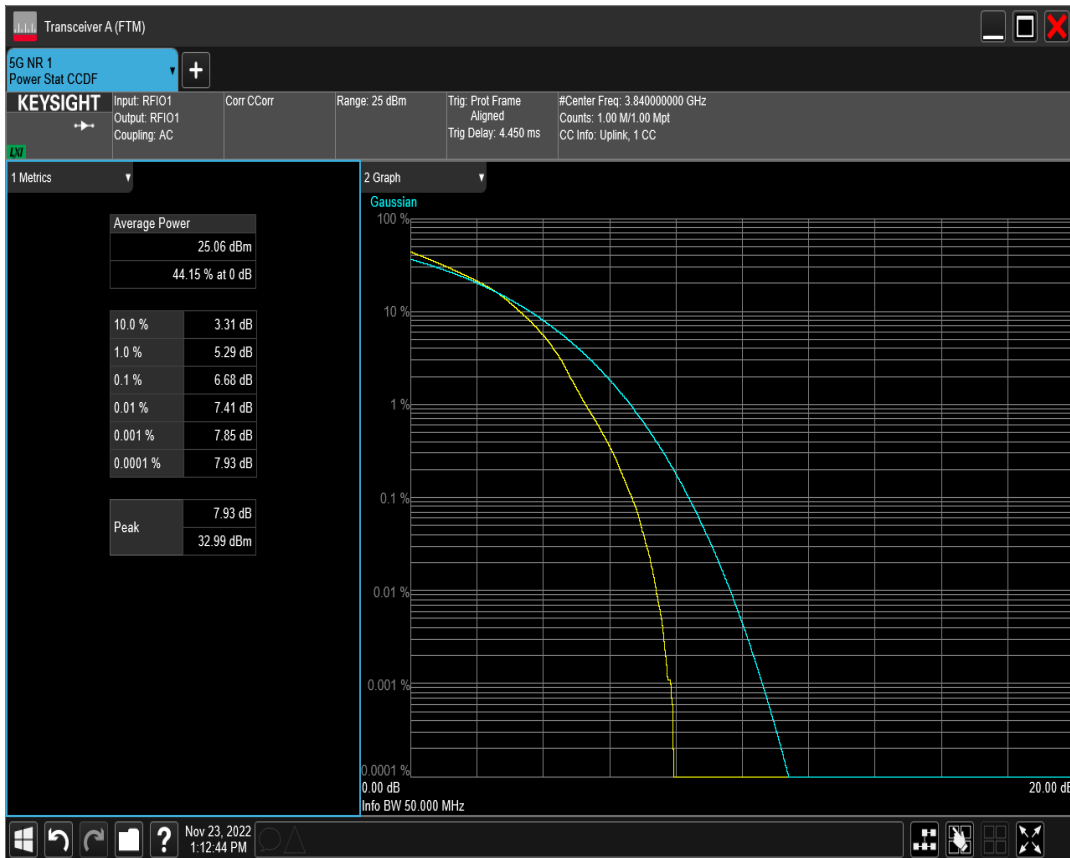 Transceiver A (FTM)
5G NR 1
Power Stat CCDF
+
KEYSIGHT
LXI
Input: RFIO1
Output: RFIO1
Coupling: AC
Corr CCorr
Range: 25 dBm
Trig: Prot Frame
Aligned
Trig Delay: 4.450 ms
#Center Freq: 3.840000000 GHz
Counts: 1.00 M/1.00 Mpt
CC Info: Uplink, 1 CC
1 Metrics
Average Power
25.06 dBm
44.15 % at 0 dB
10.0 % 3.31 dB
1.0 % 5.29 dB
0.1 % 6.68 dB
0.01 % 7.41 dB
0.001 % 7.85 dB
0.0001 % 7.93 dB
Peak
7.93 dB
32.99 dBm
2 Graph
Gaussian
100 %
10 %
1 %
0.1 %
0.01 %
0.001 %
0.0001 %
0.00 dB
20.00 dB
Info BW 50.000 MHz
?
Nov 23, 2022
1:12:44 PM